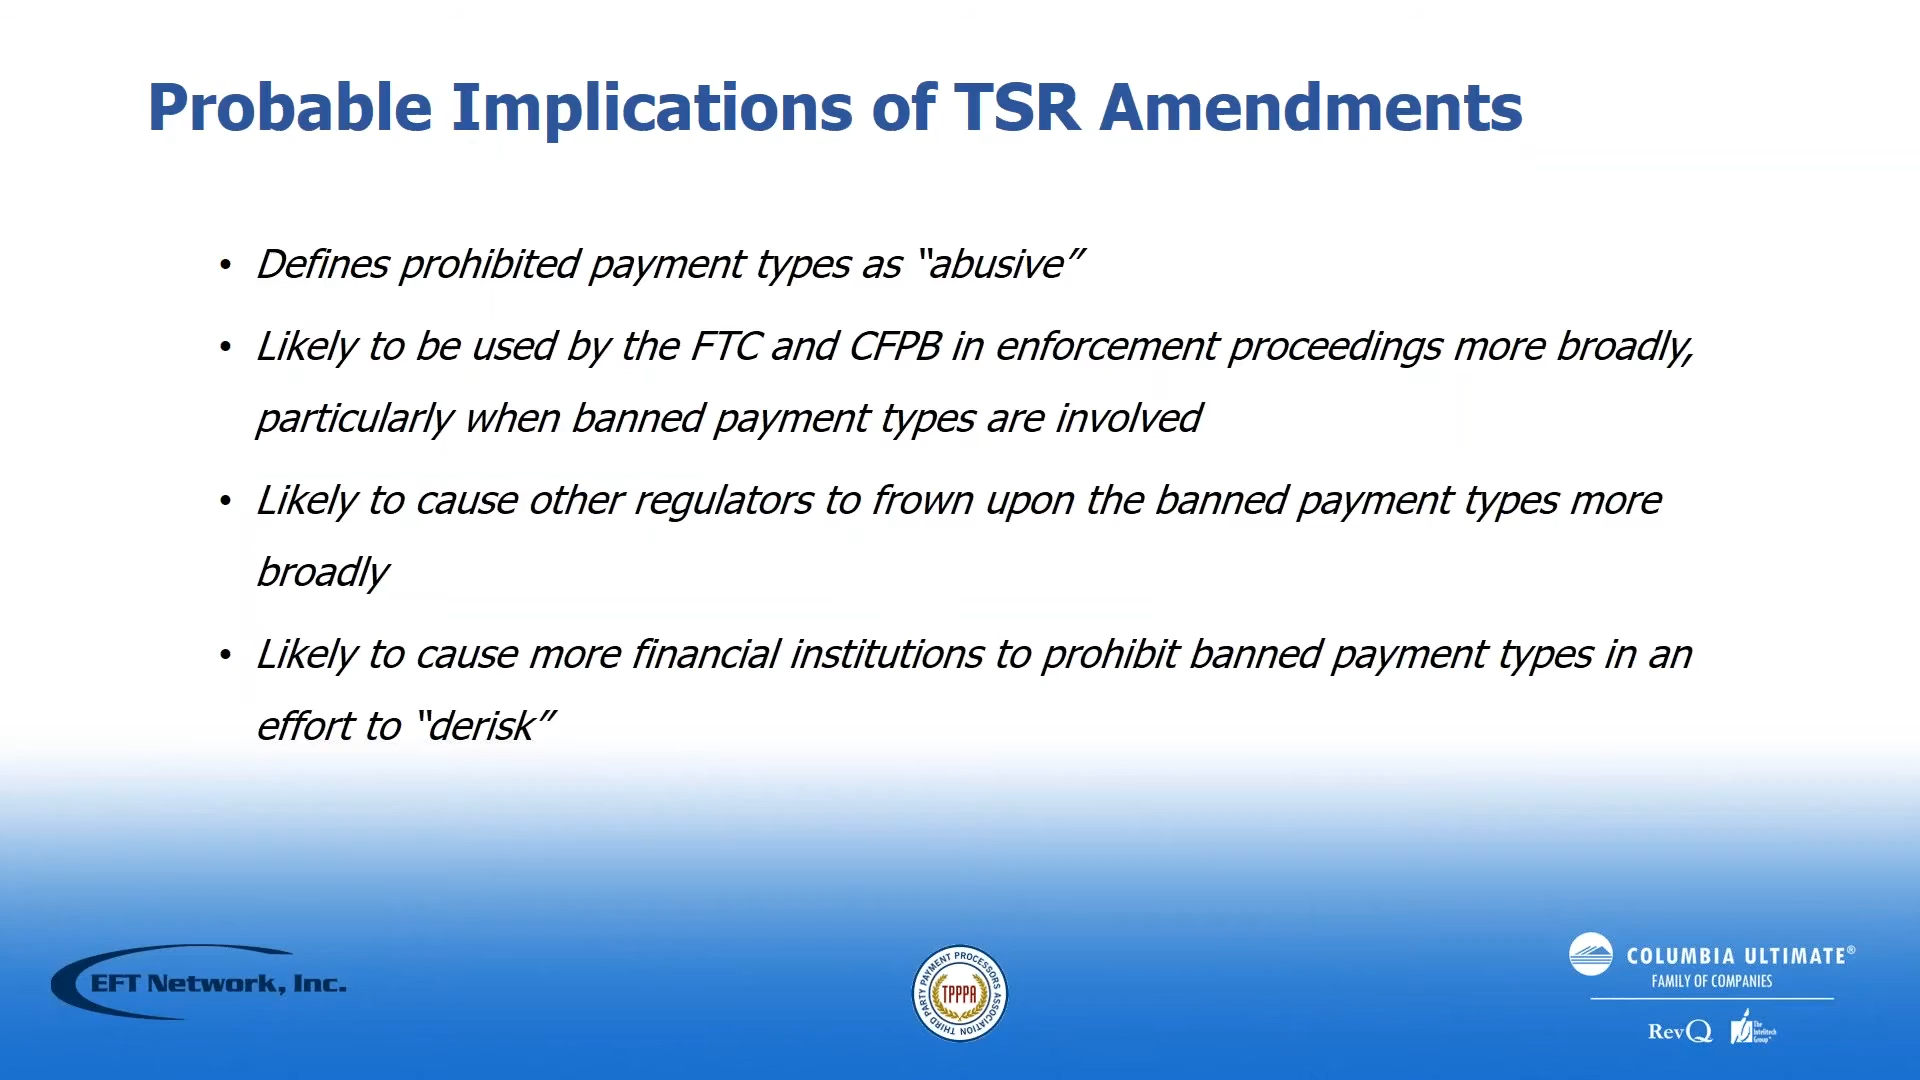 Probable Implications of TSR Amendments
• Defines prohibited payment types as “abusive”
• Likely to be used by the FTC and CFPB in enforcement proceedings more broadly,
particularly when banned payment types are involved
• Likely to cause other regulators to frown upon the banned payment types more
broadly
• Likely to cause more financial institutions to prohibit banned payment types in an
effort to “derisk”
EFT Network, Inc.
THIRD PARTY PAYMENT PROCESSORS ASSOCIATION
TPPPA
COLUMBIA ULTIMATE®
FAMILY OF COMPANIES
RevQ
The
Intelitech
Group